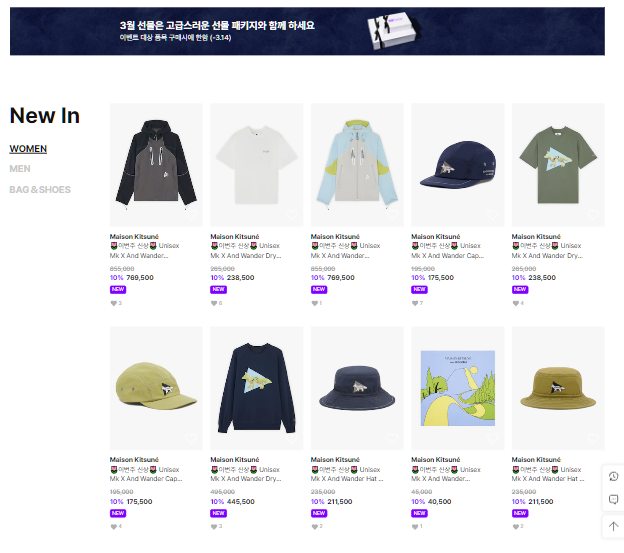 3월 선물은 고급스러운 선물 패키지와 함께 하세요
이벤트 대상 품목 구매시에 한함 (-3.14)
New In
WOMEN
MEN
BAG & SHOES
Maison Kitsuné
이번주 신상 Unisex
Mk X And Wander...
855,000
10% 769,500
NEW
3
Maison Kitsuné
이번주 신상 Unisex
Mk X And Wander Dry...
265,000
10% 238,500
NEW
6
Maison Kitsuné
이번주 신상 Unisex
Mk X And Wander...
855,000
10% 769,500
NEW
1
Maison Kitsuné
이번주 신상 Unisex
Mk X And Wander Cap...
195,000
10% 175,500
NEW
7
Maison Kitsuné
이번주 신상 Unisex
Mk X And Wander Dry...
265,000
10% 238,500
NEW
4
Maison Kitsuné
이번주 신상 Unisex
Mk X And Wander Cap...
195,000
10% 175,500
NEW
4
Maison Kitsuné
이번주 신상 Unisex
Mk X And Wander Dry...
495,000
10% 445,500
NEW
3
Maison Kitsuné
이번주 신상 Unisex
Mk X And Wander Hat ...
235,000
10% 211,500
NEW
2
Maison Kitsuné
이번주 신상 Unisex
Mk X And Wander
45,000
10% 40,500
NEW
1
Maison Kitsuné
이번주 신상 Unisex
Mk X And Wander Hat ...
235,000
10% 211,500
NEW
2